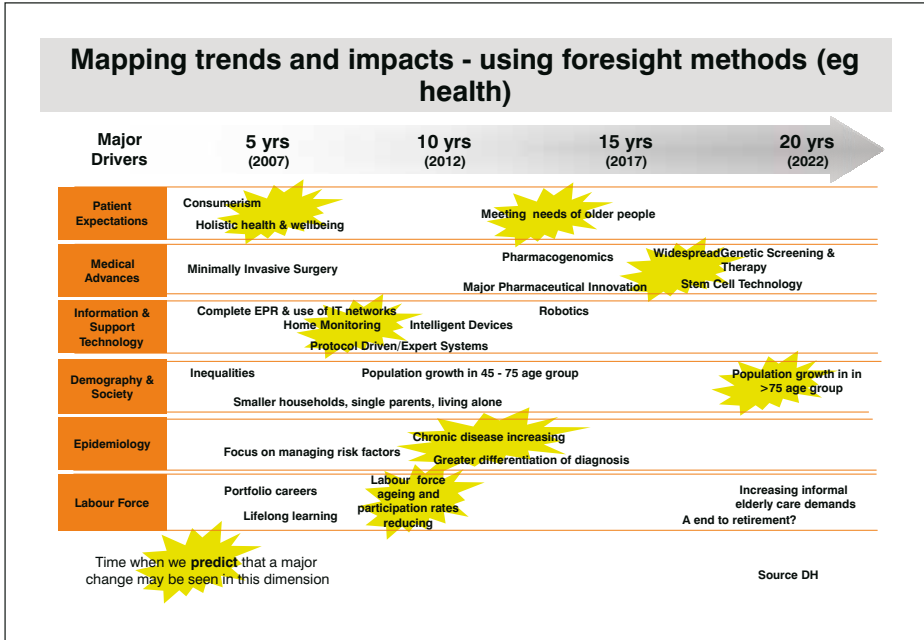 Mapping trends and impacts - using foresight methods (eg
health)
Major
Drivers
5 yrs
(2007)
10 yrs
(2012)
15 yrs
(2017)
20 yrs
(2022)
Patient
Expectations
Consumerism
Holistic health & wellbeing
Meeting needs of older people
Medical
Advances
Minimally Invasive Surgery
Pharmacogenomics
Major Pharmaceutical Innovation
WidespreadGenetic Screening &
Therapy
Stem Cell Technology
Information &
Support
Technology
Complete EPR & use of IT networks
Home Monitoring
Intelligent Devices
Robotics
Protocol Driven/Expert Systems
Demography &
Society
Inequalities
Population growth in 45 - 75 age group
Smaller households, single parents, living alone
Population growth in in
>75 age group
Epidemiology
Focus on managing risk factors
Chronic disease increasing
Greater differentiation of diagnosis
Labour Force
Portfolio careers
Lifelong learning
Labour force
ageing and
participation rates
reducing
Increasing informal
elderly care demands
A end to retirement?
Time when we predict that a major
change may be seen in this dimension
Source DH